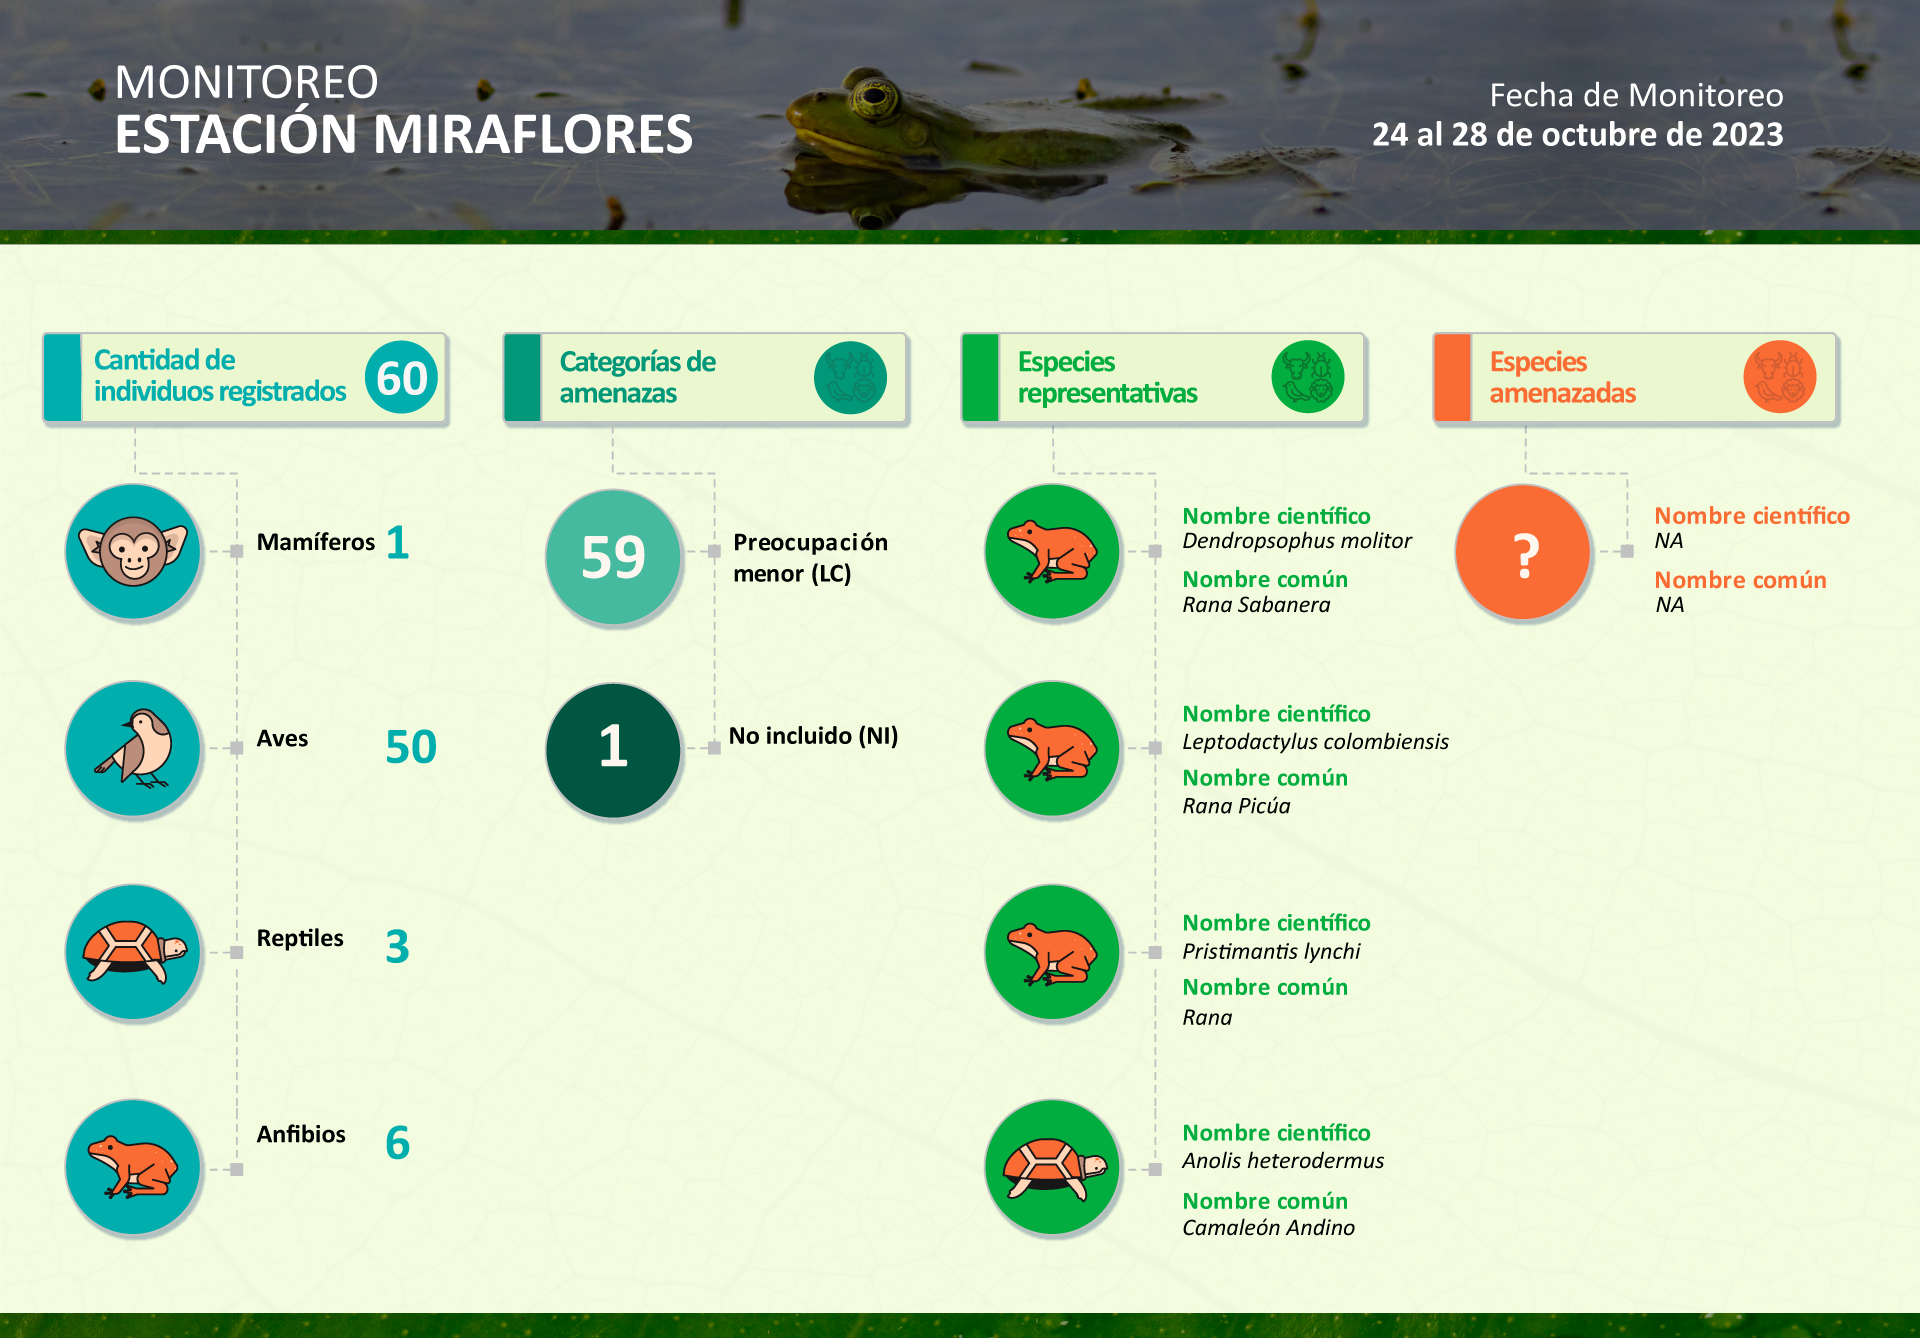 MONITOREO
ESTACIÓN MIRAFLORES
Fecha de Monitoreo
24 al 28 de octubre de 2023
Cantidad de
individuos registrados
60
Mamíferos 1
Aves 50
Reptiles 3
Anfibios 6
Categorías de
amenazas
59
Preocupación
menor (LC)
1
No incluido (NI)
Especies
representativas
Nombre científico
Dendropsophus molitor
Nombre común
Rana Sabanera
Nombre científico
Leptodactylus colombiensis
Nombre común
Rana Picúa
Nombre científico
Pristimantis lynchi
Nombre común
Rana
Nombre científico
Anolis heterodermus
Nombre común
Camaleón Andino
Especies
amenazadas
?
Nombre científico
NA
Nombre común
NA